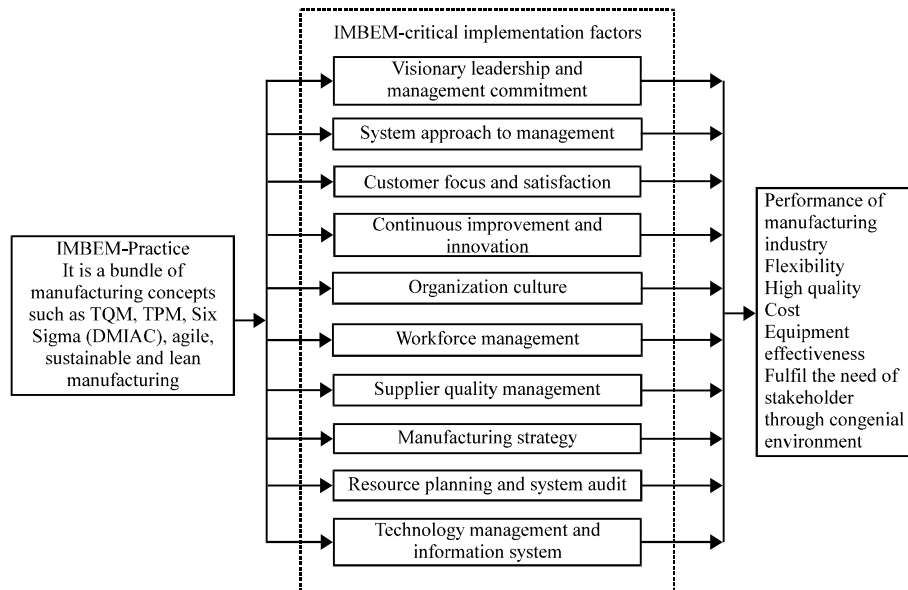 IMBEM-critical implementation factors
Visionary leadership and
management commitment
System approach to management
Customer focus and satisfaction
Continuous improvement and
innovation
Organization culture
Workforce management
Supplier quality management
Manufacturing strategy
Resource planning and system audit
Technology management and
information system
IMBEM-Practice
It is a bundle of
manufacturing concepts
such as TQM, TPM, Six
Sigma (DMIAC), agile,
sustainable and lean
manufacturing
Performance of
manufacturing
industry
Flexibility
High quality
Cost
Equipment
effectiveness
Fulfil the need of
stakeholder
through congenial
environment